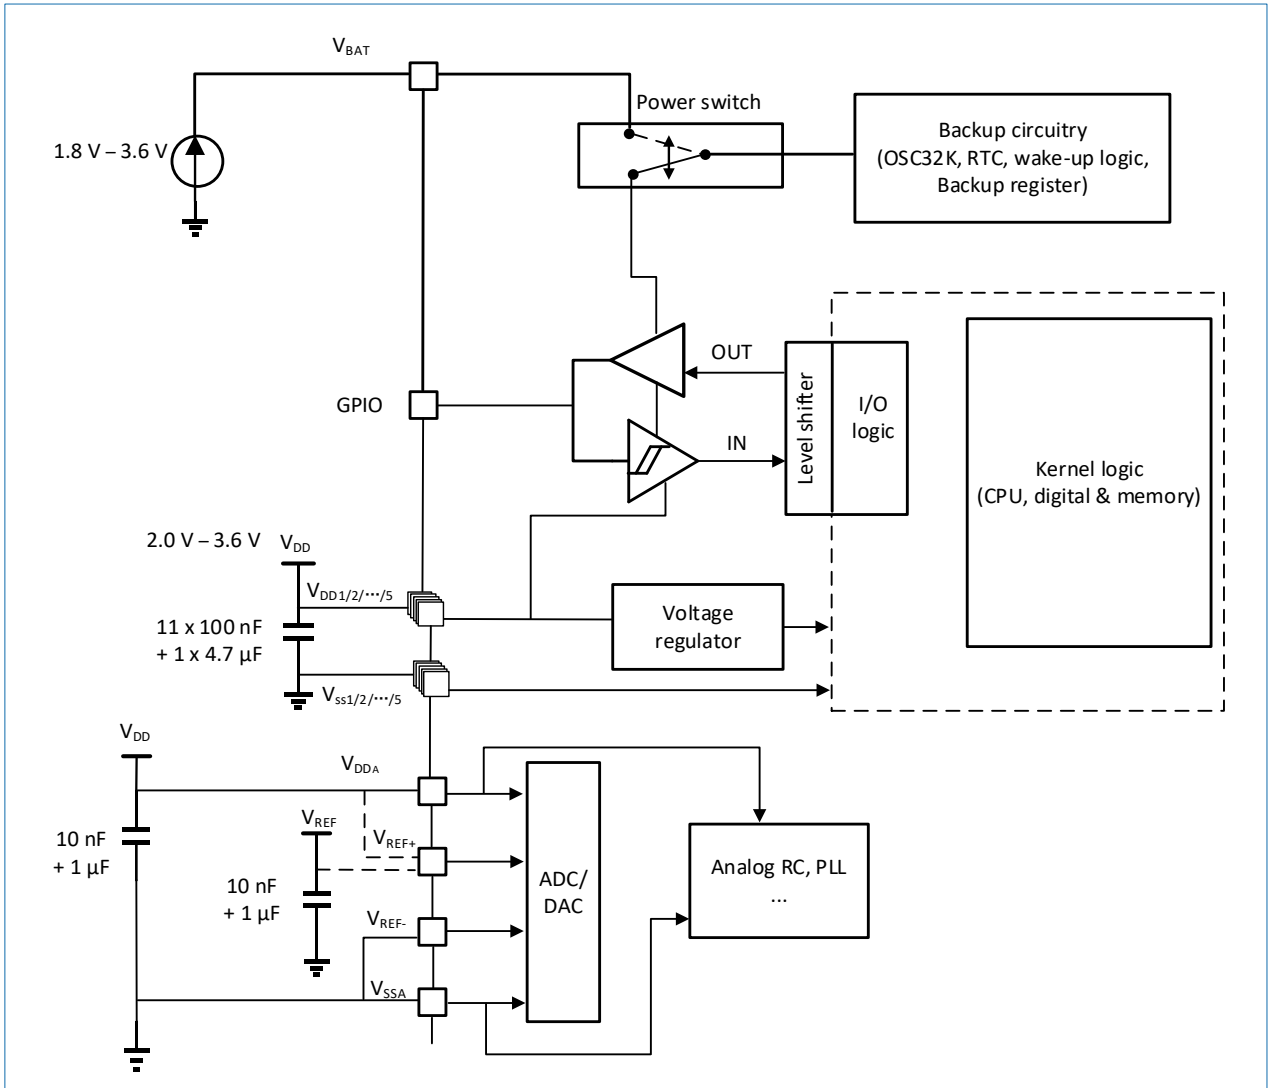 VBAT
Power switch
1.8 V – 3.6 V
Backup circuitry
(OSC32K, RTC, wake-up logic,
Backup register)
OUT
GPIO
Level shifter
I/O
logic
IN
Kernel logic
(CPU, digital & memory)
2.0 V – 3.6 V
VDD
VDD1/2/···/5
11 x 100 nF
+ 1 x 4.7 µF
Voltage
regulator
Vss1/2/···/5
VDD
VDDA
10 nF
+ 1 µF
VREF
VREF+
10 nF
+ 1 µF
ADC/
DAC
Analog RC, PLL
...
VREF-
VSSA